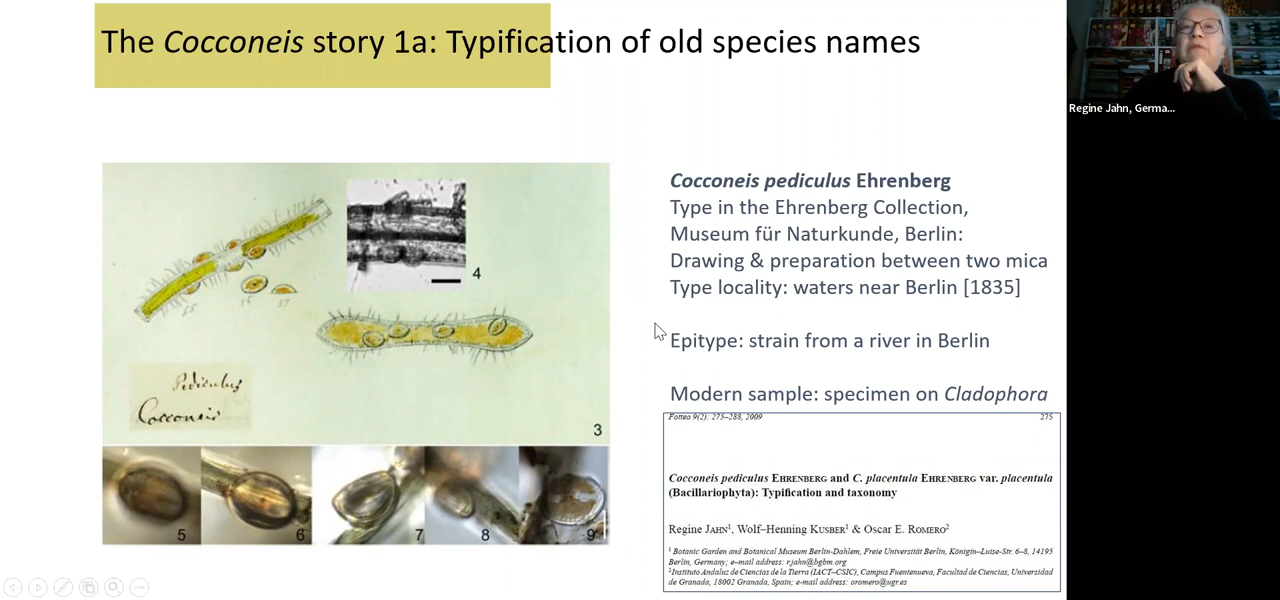 The Cocconeis story 1a: Typification of old species names
Regine Jahn, Germa...
Cocconeis pediculus Ehrenberg
Type in the Ehrenberg Collection,
Museum für Naturkunde, Berlin:
Drawing & preparation between two mica
Type locality: waters near Berlin [1835]
Epitype: strain from a river in Berlin
Modern sample: specimen on Cladophora
4
35
36
37
Pediculus
Cocconeis
3
5
6
7
8
9
Fottea 9(2): 275–288, 2009 275
Cocconeis pediculus EHRENBERG and C. placentula EHRENBERG var. placentula
(Bacillariophyta): Typification and taxonomy
Regine JAHN1, Wolf–Henning KUSBER1 & Oscar E. ROMERO2
1 Botanic Garden and Botanical Museum Berlin-Dahlem, Freie Universität Berlin, Königin–Luise-Str. 6–8, 14195
Berlin, Germany; e–mail address: r.jahn@bgbm.org
2Instituto Andaluz de Ciencias de la Tierra (IACT–CSIC), Campus Fuentenueva, Facultad de Ciencias, Universidad
de Granada, 18002 Granada, Spain; e-mail address: oromero@ugr.es